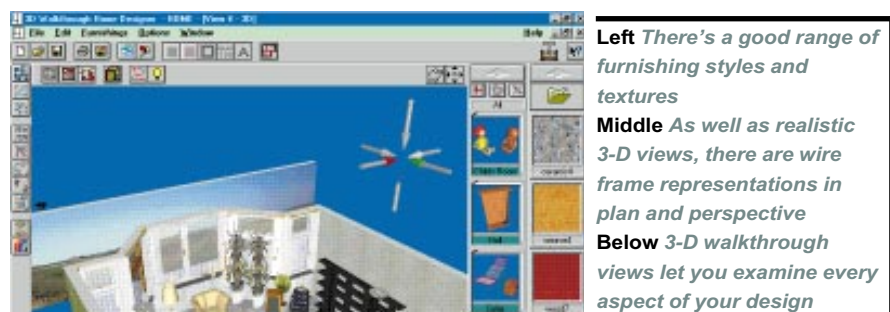 3D Walkthrough Home Designer - HOME - [View 6 - 3D]
File Edit Furnishings Options Window Help
All
Left There's a good range of
furnishing styles and
textures
Middle As well as realistic
3-D views, there are wire
frame representations in
plan and perspective
Below 3-D walkthrough
views let you examine every
aspect of your design